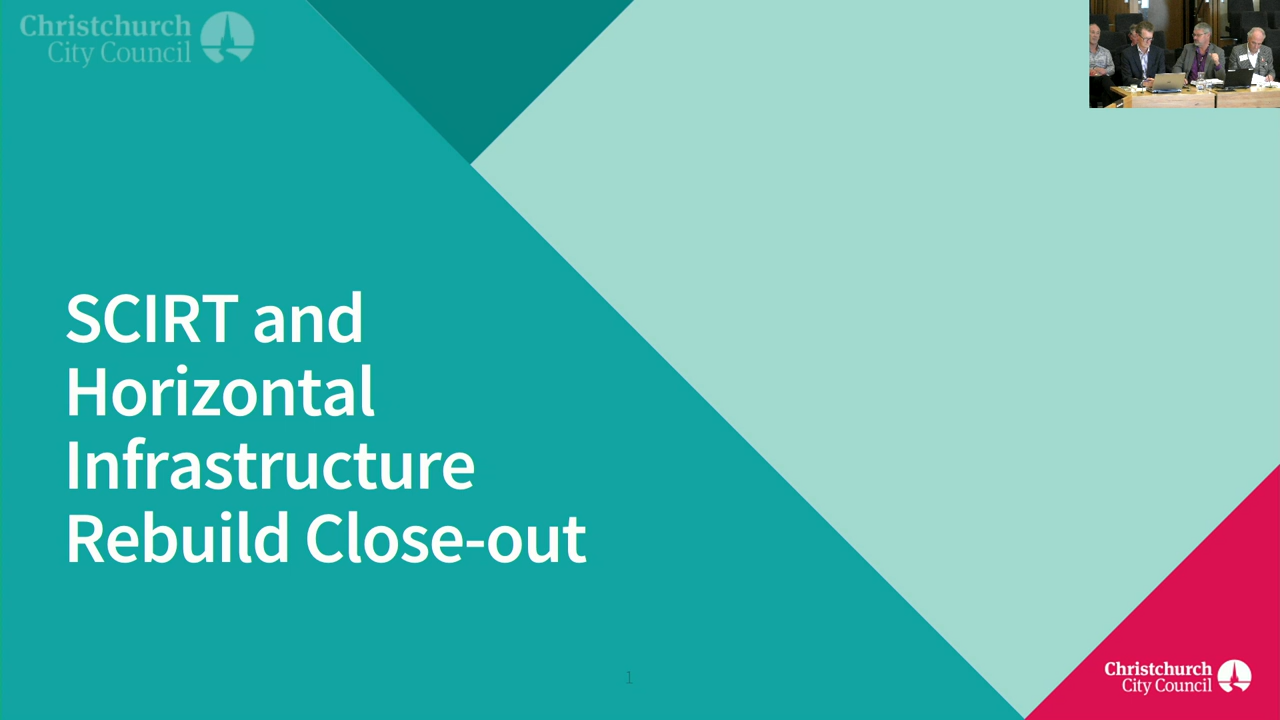 Christchurch
City Council
SCIRT and
Horizontal
Infrastructure
Rebuild Close-out
1
Christchurch
City Council